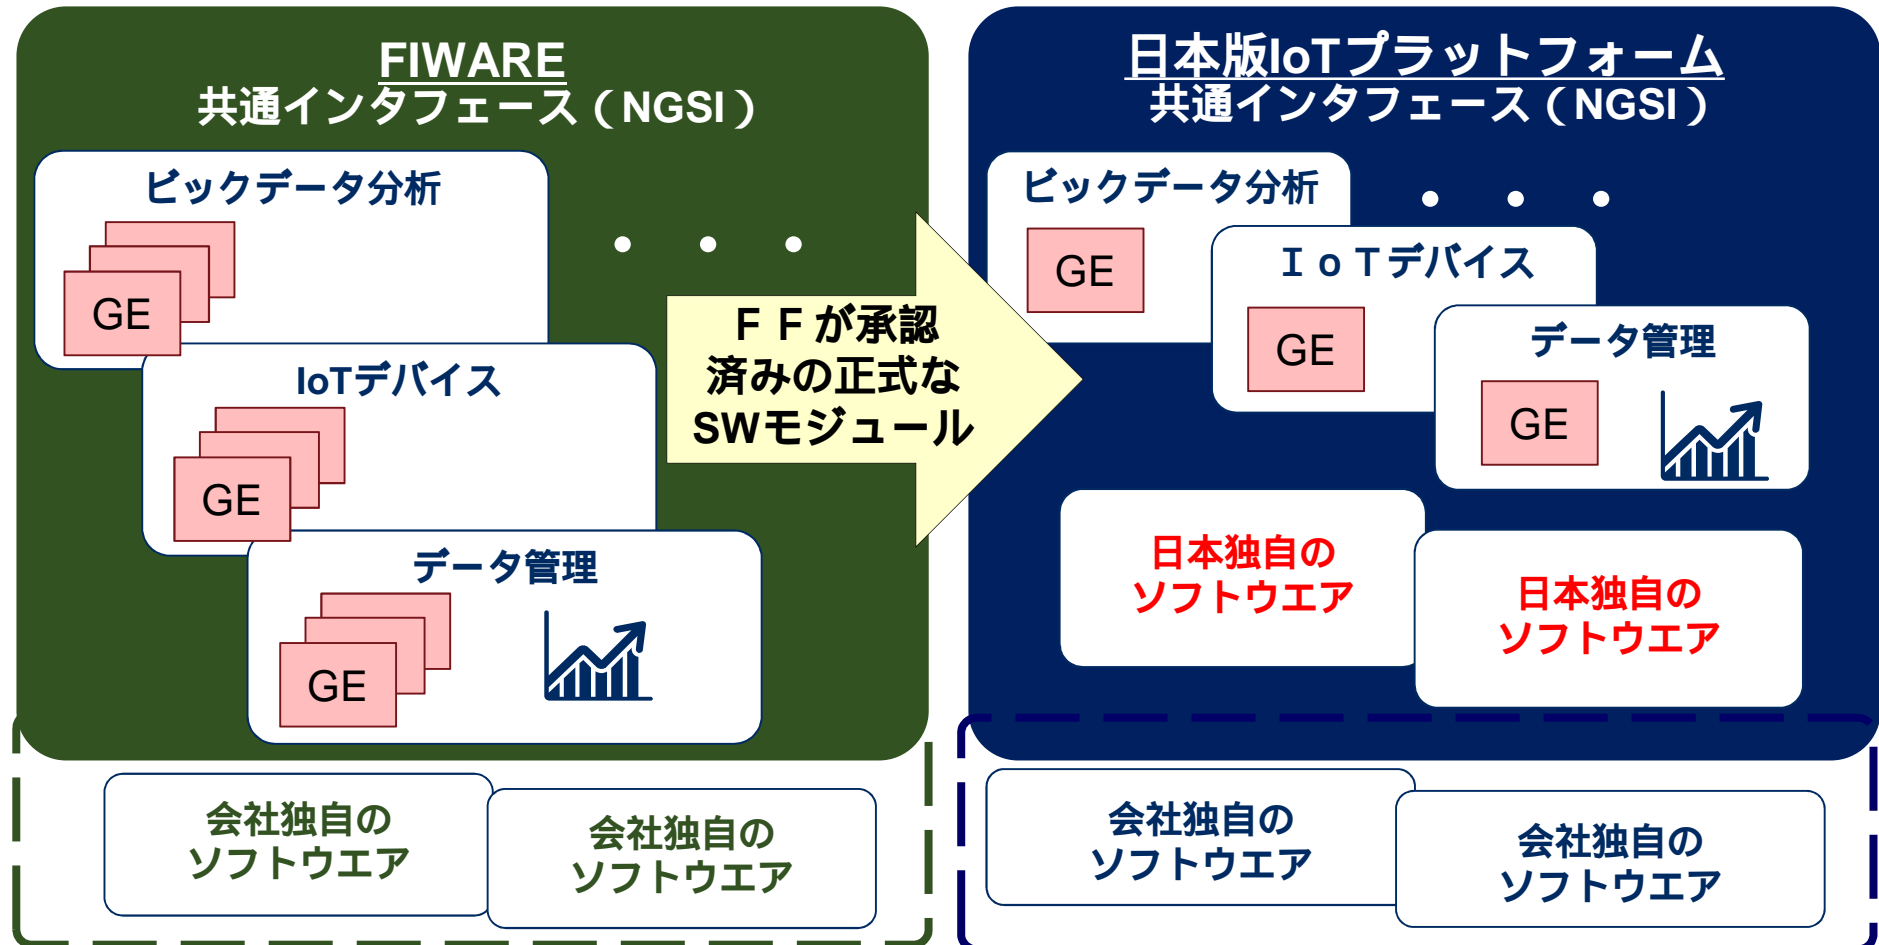 FIWARE
共通インタフェース（NGSI）
ビックデータ分析
GE
IoTデバイス
GE
データ管理
GE
会社独自の
ソフトウエア
会社独自の
ソフトウエア
ＦＦが承認
済みの正式な
SWモジュール
日本版IoTプラットフォーム
共通インタフェース（NGSI）
ビックデータ分析
GE
ＩｏＴデバイス
GE
データ管理
GE
日本独自の
ソフトウエア
日本独自の
ソフトウエア
会社独自の
ソフトウエア
会社独自の
ソフトウエア